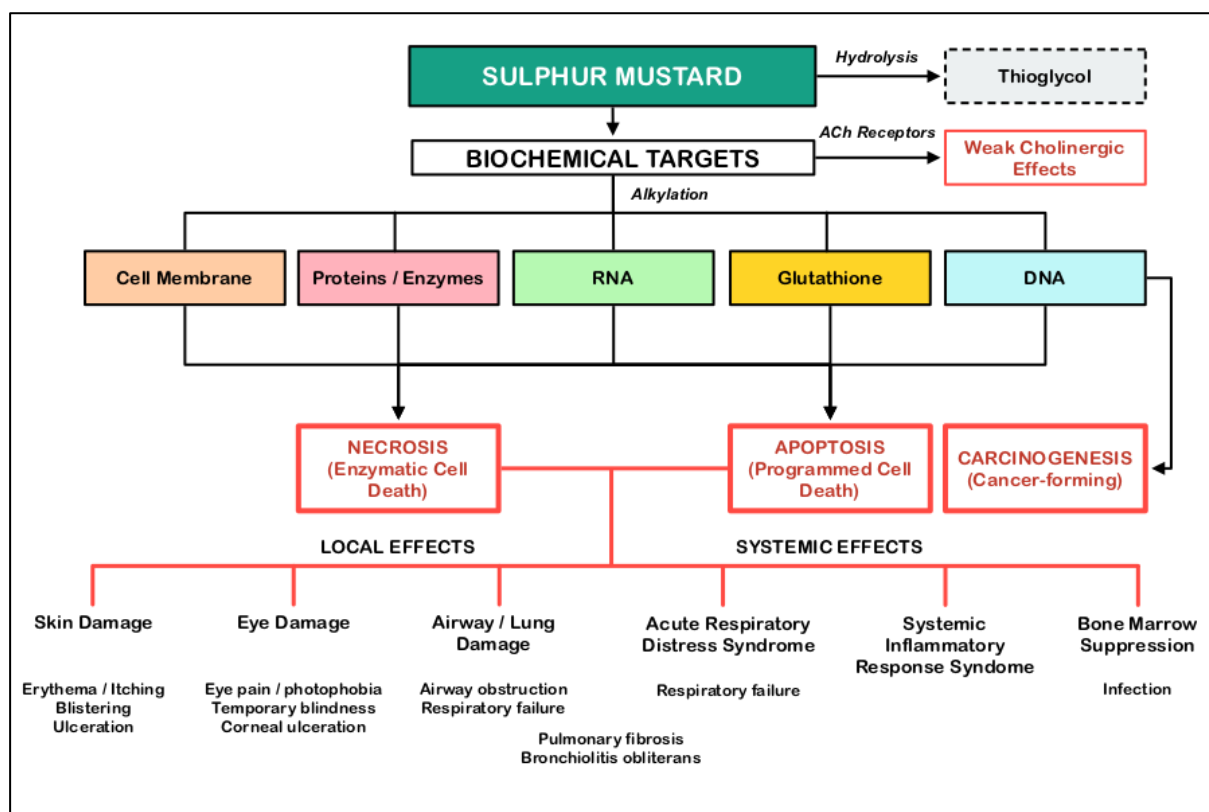 SULPHUR MUSTARD
Hydrolysis
Thioglycol
BIOCHEMICAL TARGETS
ACh Receptors
Weak Cholinergic
Effects
Alkylation
Cell Membrane
Proteins / Enzymes
RNA
Glutathione
DNA
NECROSIS
(Enzymatic Cell
Death)
APOPTOSIS
(Programmed Cell
Death)
CARCINOGENESIS
(Cancer-forming)
LOCAL EFFECTS
SYSTEMIC EFFECTS
Skin Damage
Erythema / Itching
Blistering
Ulceration
Eye Damage
Eye pain / photophobia
Temporary blindness
Corneal ulceration
Airway / Lung
Damage
Airway obstruction
Respiratory failure
Pulmonary fibrosis
Bronchiolitis obliterans
Acute Respiratory
Distress Syndrome
Respiratory failure
Systemic
Inflammatory
Response Syndome
Bone Marrow
Suppression
Infection